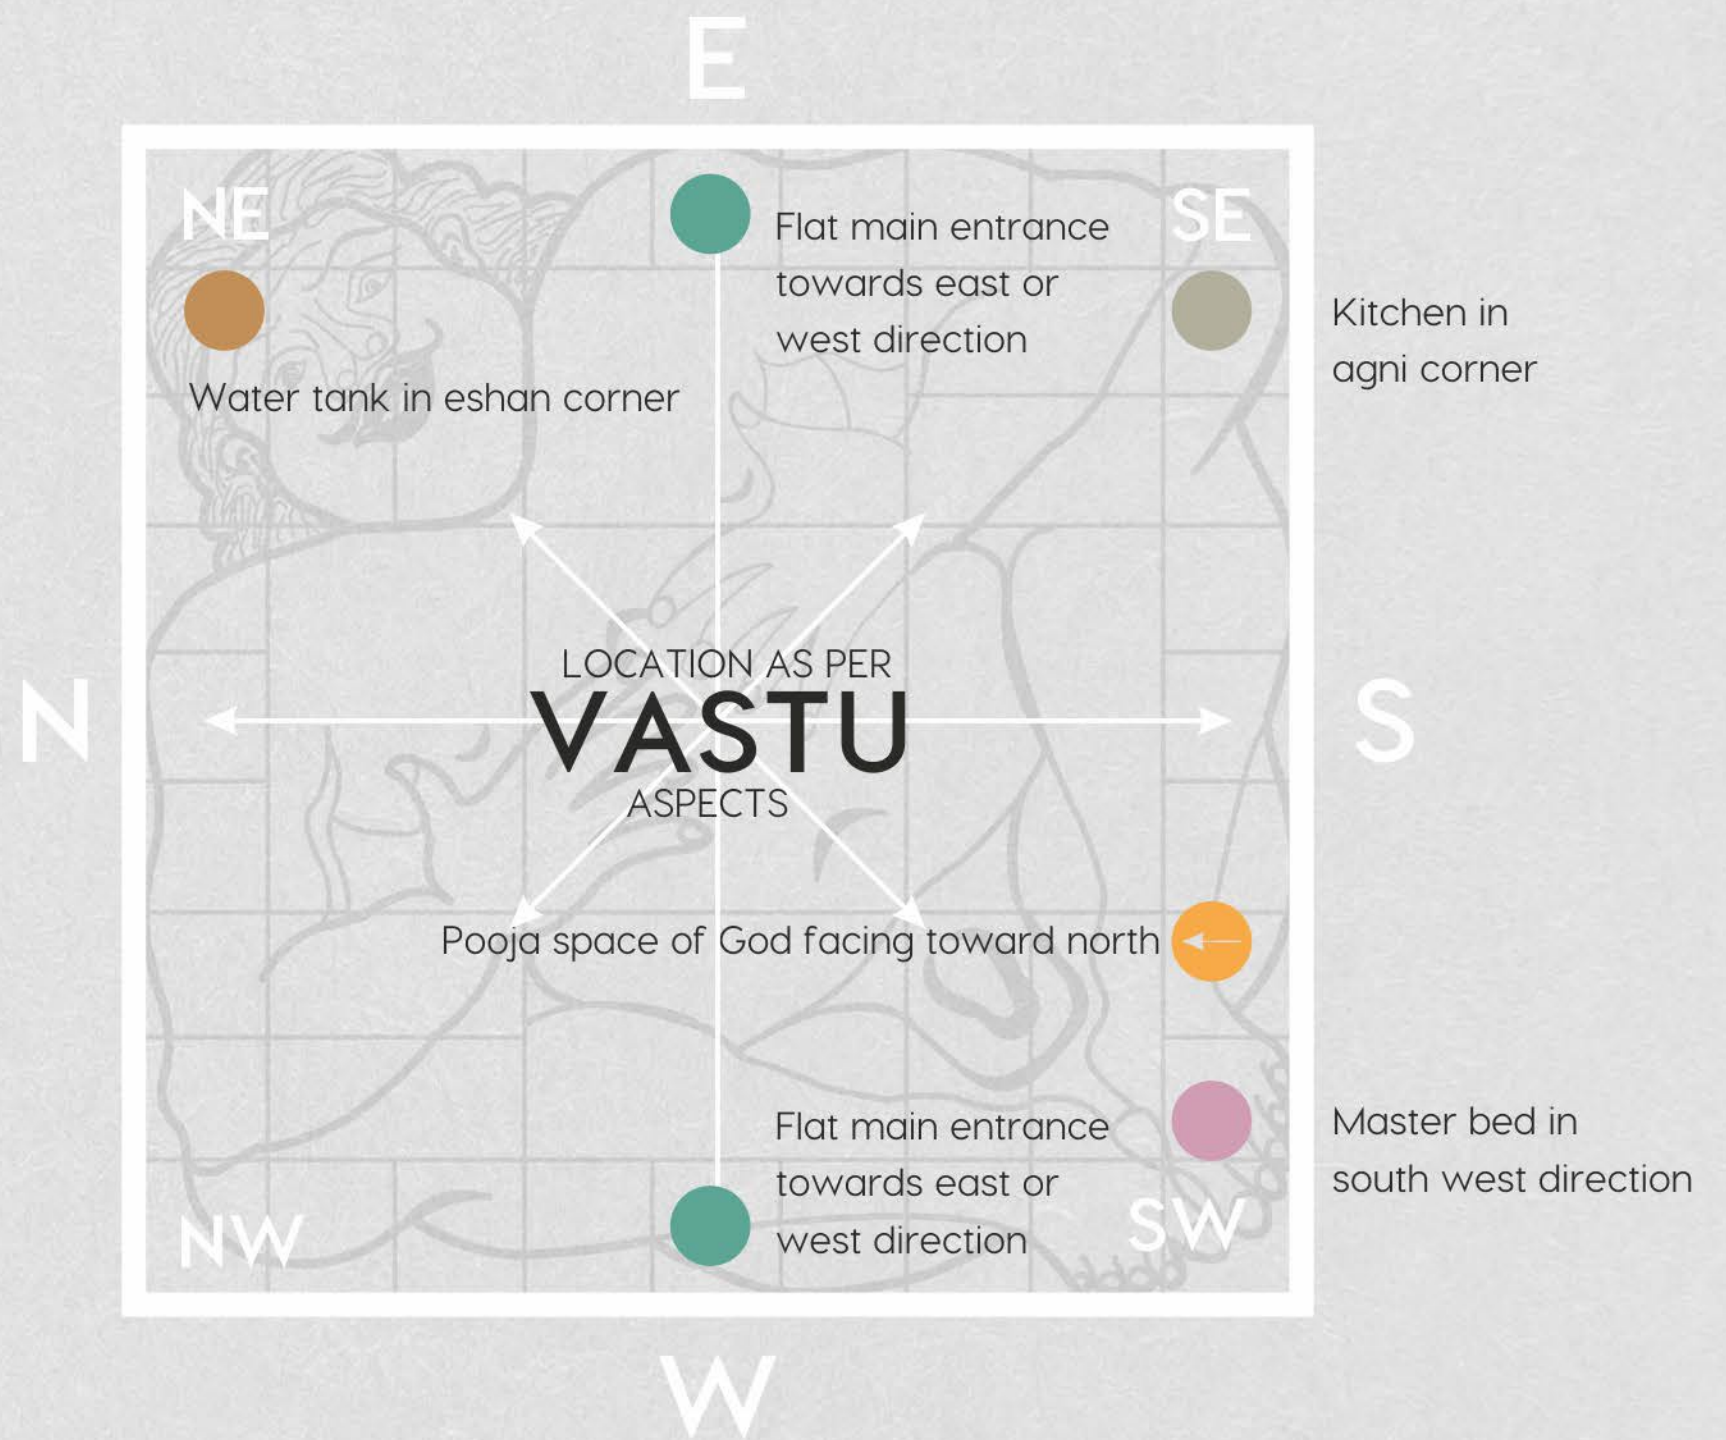 E
NE
SE
Flat main entrance
towards east or
west direction
Kitchen in
agni corner
Water tank in eshan corner
N
LOCATION AS PER
VASTU
ASPECTS
S
Pooja space of God facing toward north
Flat main entrance
towards east or
west direction
Master bed in
south west direction
NW
SW
W